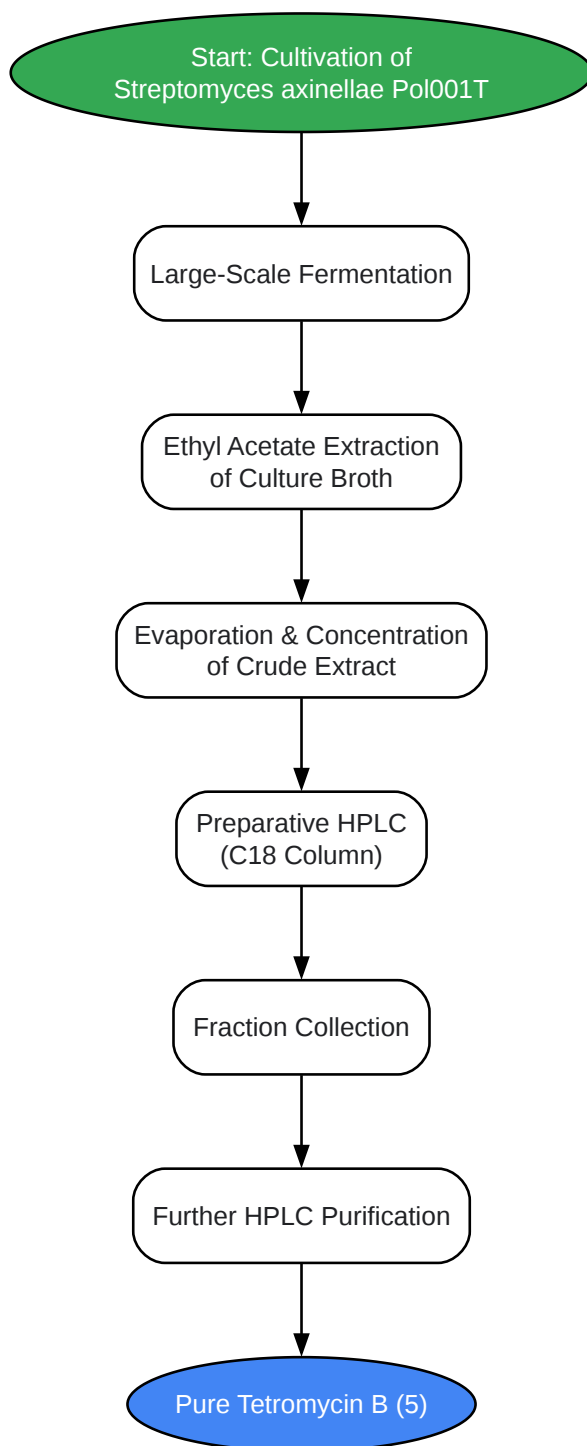 Start: Cultivation of
Streptomyces axinellae Pol001T
Large-Scale Fermentation
Ethyl Acetate Extraction
of Culture Broth
Evaporation & Concentration
of Crude Extract
Preparative HPLC
(C18 Column)
Fraction Collection
Further HPLC Purification
Pure Tetromycin B (5)